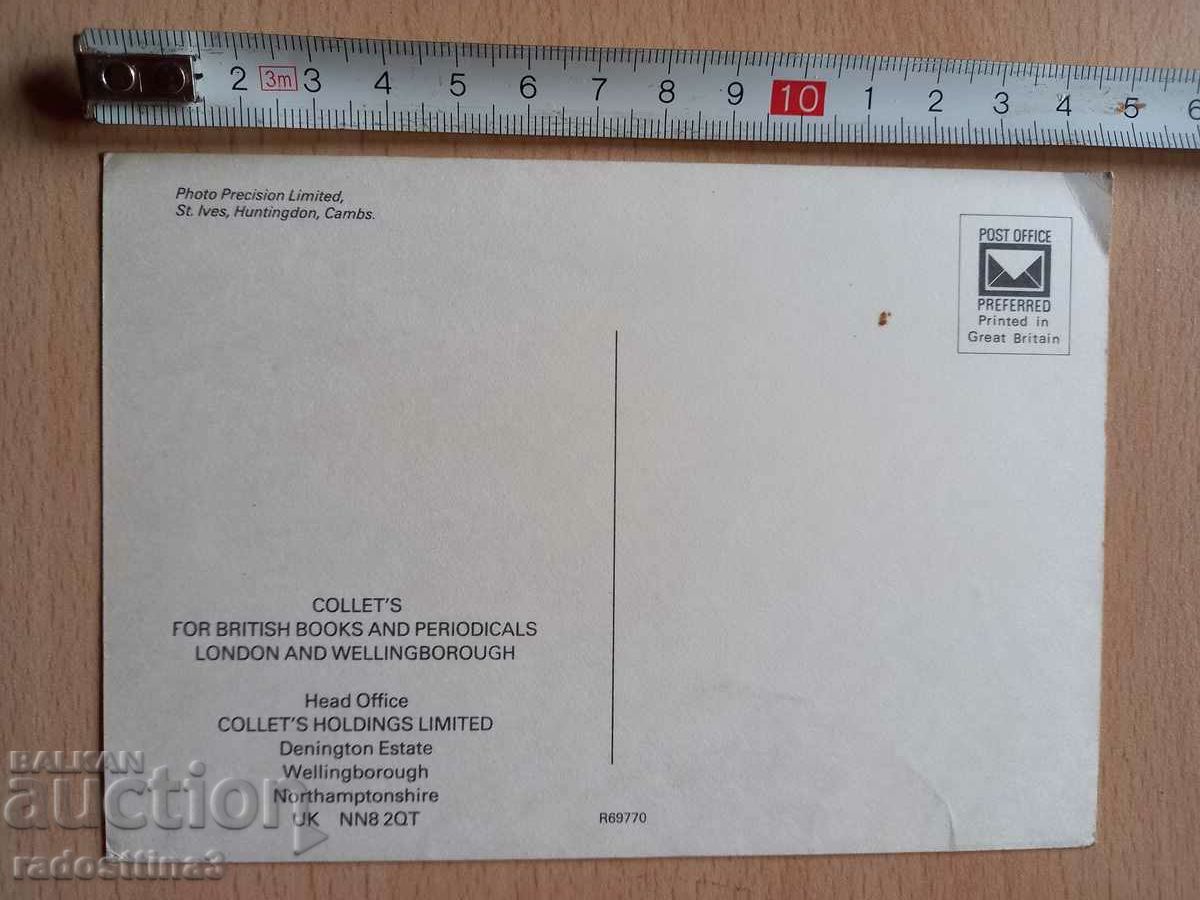 2 3m 3 4 5 6 7 8 9 10 1 2 3 4 5 6
Photo Precision Limited,
St. Ives, Huntingdon, Cambs.
POST OFFICE
PREFERRED
Printed in
Great Britain
COLLET'S
FOR BRITISH BOOKS AND PERIODICALS
LONDON AND WELLINGBOROUGH
Head Office
COLLET'S HOLDINGS LIMITED
Denington Estate
Wellingborough
Northamptonshire
UK NN8 2QT
R69770
BALKAN
auction
radosttina3